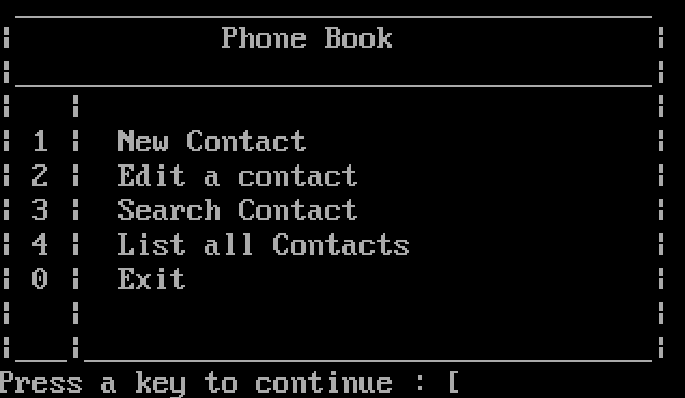 Phone Book
1 New Contact
2 Edit a contact
3 Search Contact
4 List all Contacts
0 Exit
Press a key to continue : [